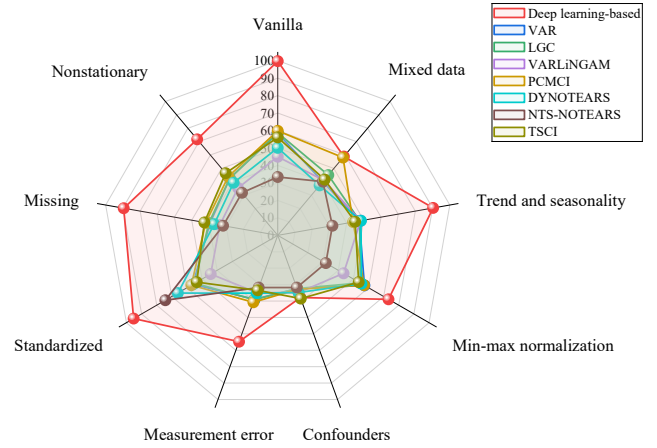 Vanilla
Mixed data
Trend and seasonality
Min-max normalization
Confounders
Measurement error
Standardized
Missing
Nonstationary
100
90
80
70
60
50
40
30
20
10
0
Deep learning-based
VAR
LGC
VARLiNGAM
PCMCI
DYNOTEARS
NTS-NOTEARS
TSCI